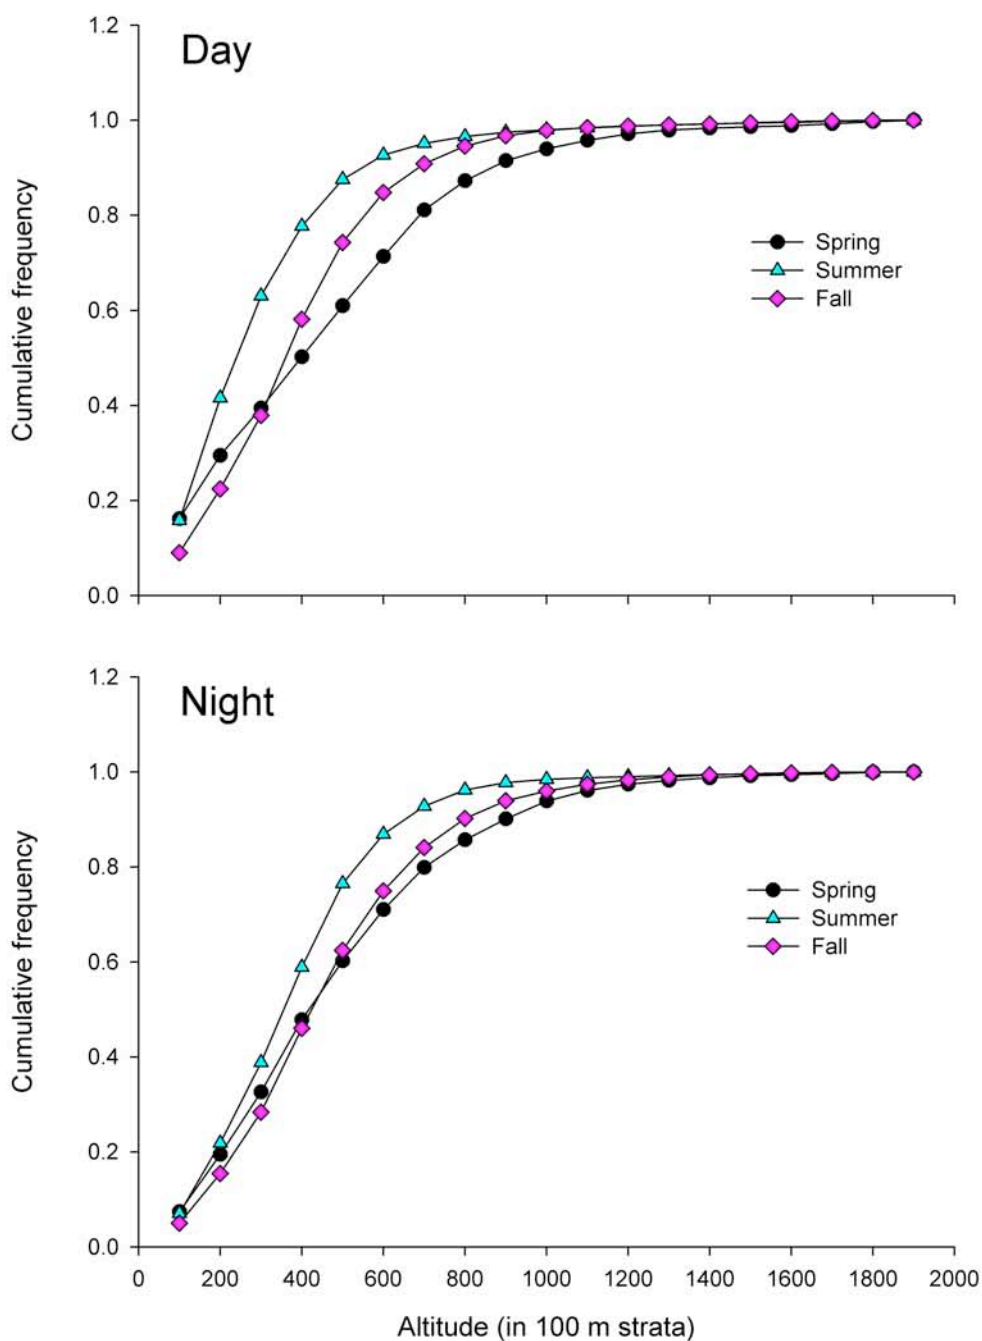 Day
1.2
1.0
0.8
0.6
0.4
0.2
0.0
Cumulative frequency
Spring
Summer
Fall
Night
1.2
1.0
0.8
0.6
0.4
0.2
0.0
Cumulative frequency
Spring
Summer
Fall
0 200 400 600 800 1000 1200 1400 1600 1800 2000
Altitude (in 100 m strata)